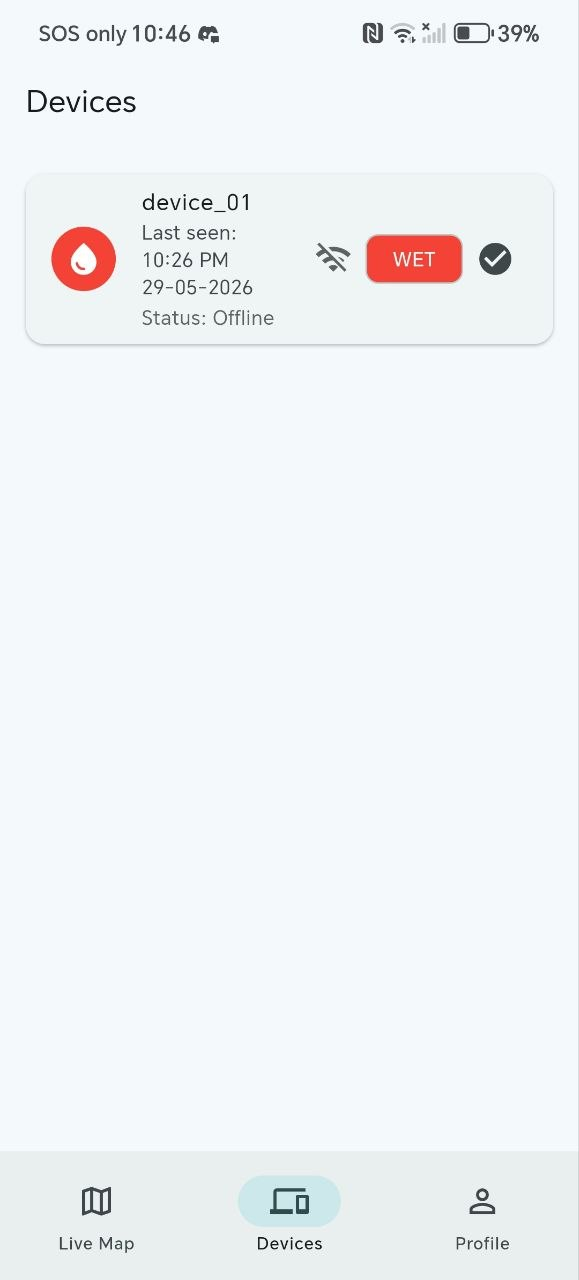 SOS only 10:46
39%
Devices
device_01
Last seen:
10:26 PM
29-05-2026
Status: Offline
WET
Live Map
Devices
Profile